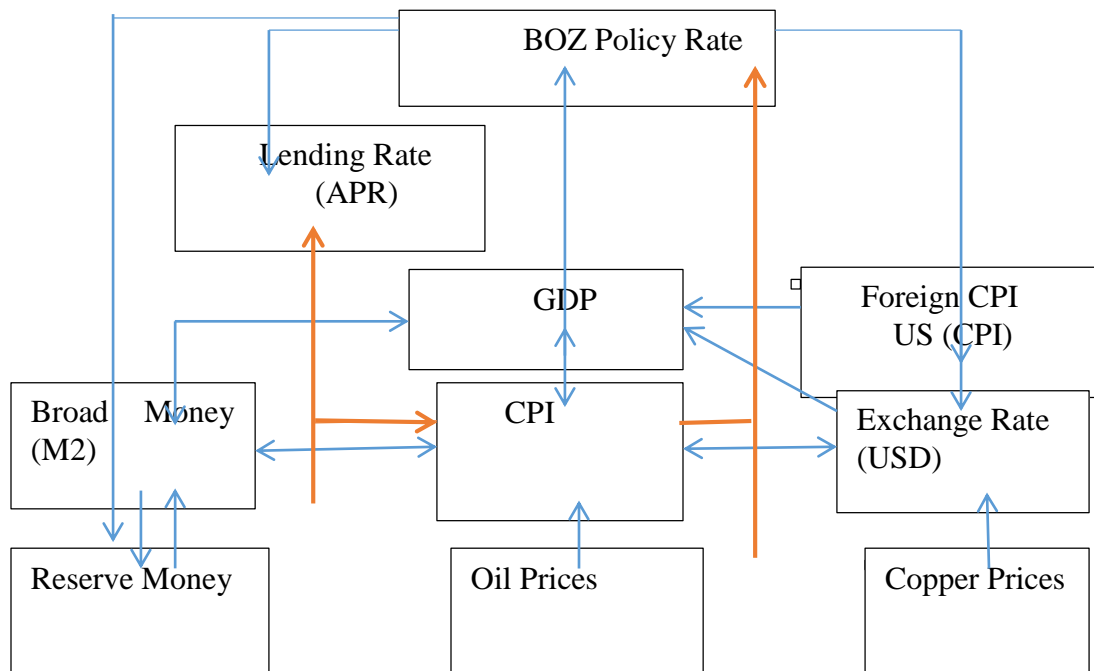 BOZ Policy Rate
Lending Rate
(APR)
GDP
Foreign CPI
US (CPI)
Broad Money
(M2)
CPI
Exchange Rate
(USD)
Reserve Money
Oil Prices
Copper Prices